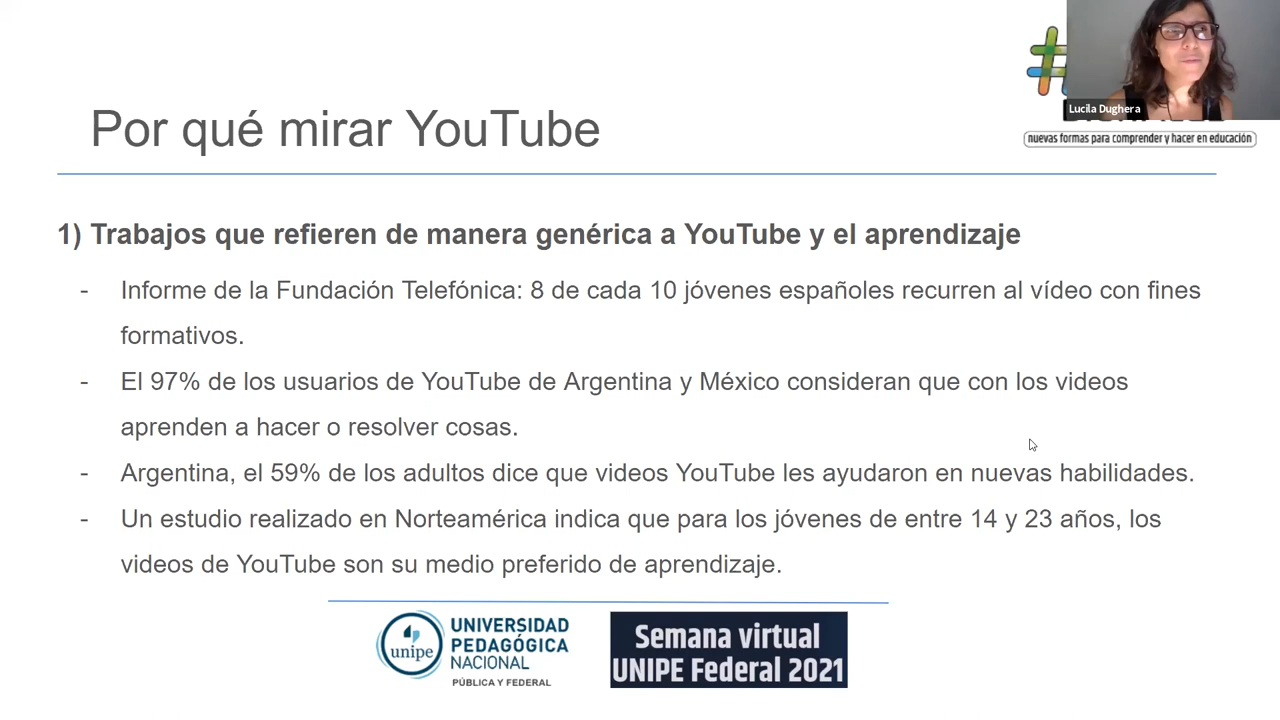 Lucila Dughera
nuevas formas para comprender y hacer en educación
Por qué mirar YouTube
1) Trabajos que refieren de manera genérica a YouTube y el aprendizaje
- Informe de la Fundación Telefónica: 8 de cada 10 jóvenes españoles recurren al vídeo con fines
formativos.
- El 97% de los usuarios de YouTube de Argentina y México consideran que con los videos
aprenden a hacer o resolver cosas.
- Argentina, el 59% de los adultos dice que videos YouTube les ayudaron en nuevas habilidades.
- Un estudio realizado en Norteamérica indica que para los jóvenes de entre 14 y 23 años, los
videos de YouTube son su medio preferido de aprendizaje.
unipe
UNIVERSIDAD
PEDAGÓGICA
NACIONAL
PÚBLICA Y FEDERAL
Semana virtual
UNIPE Federal 2021